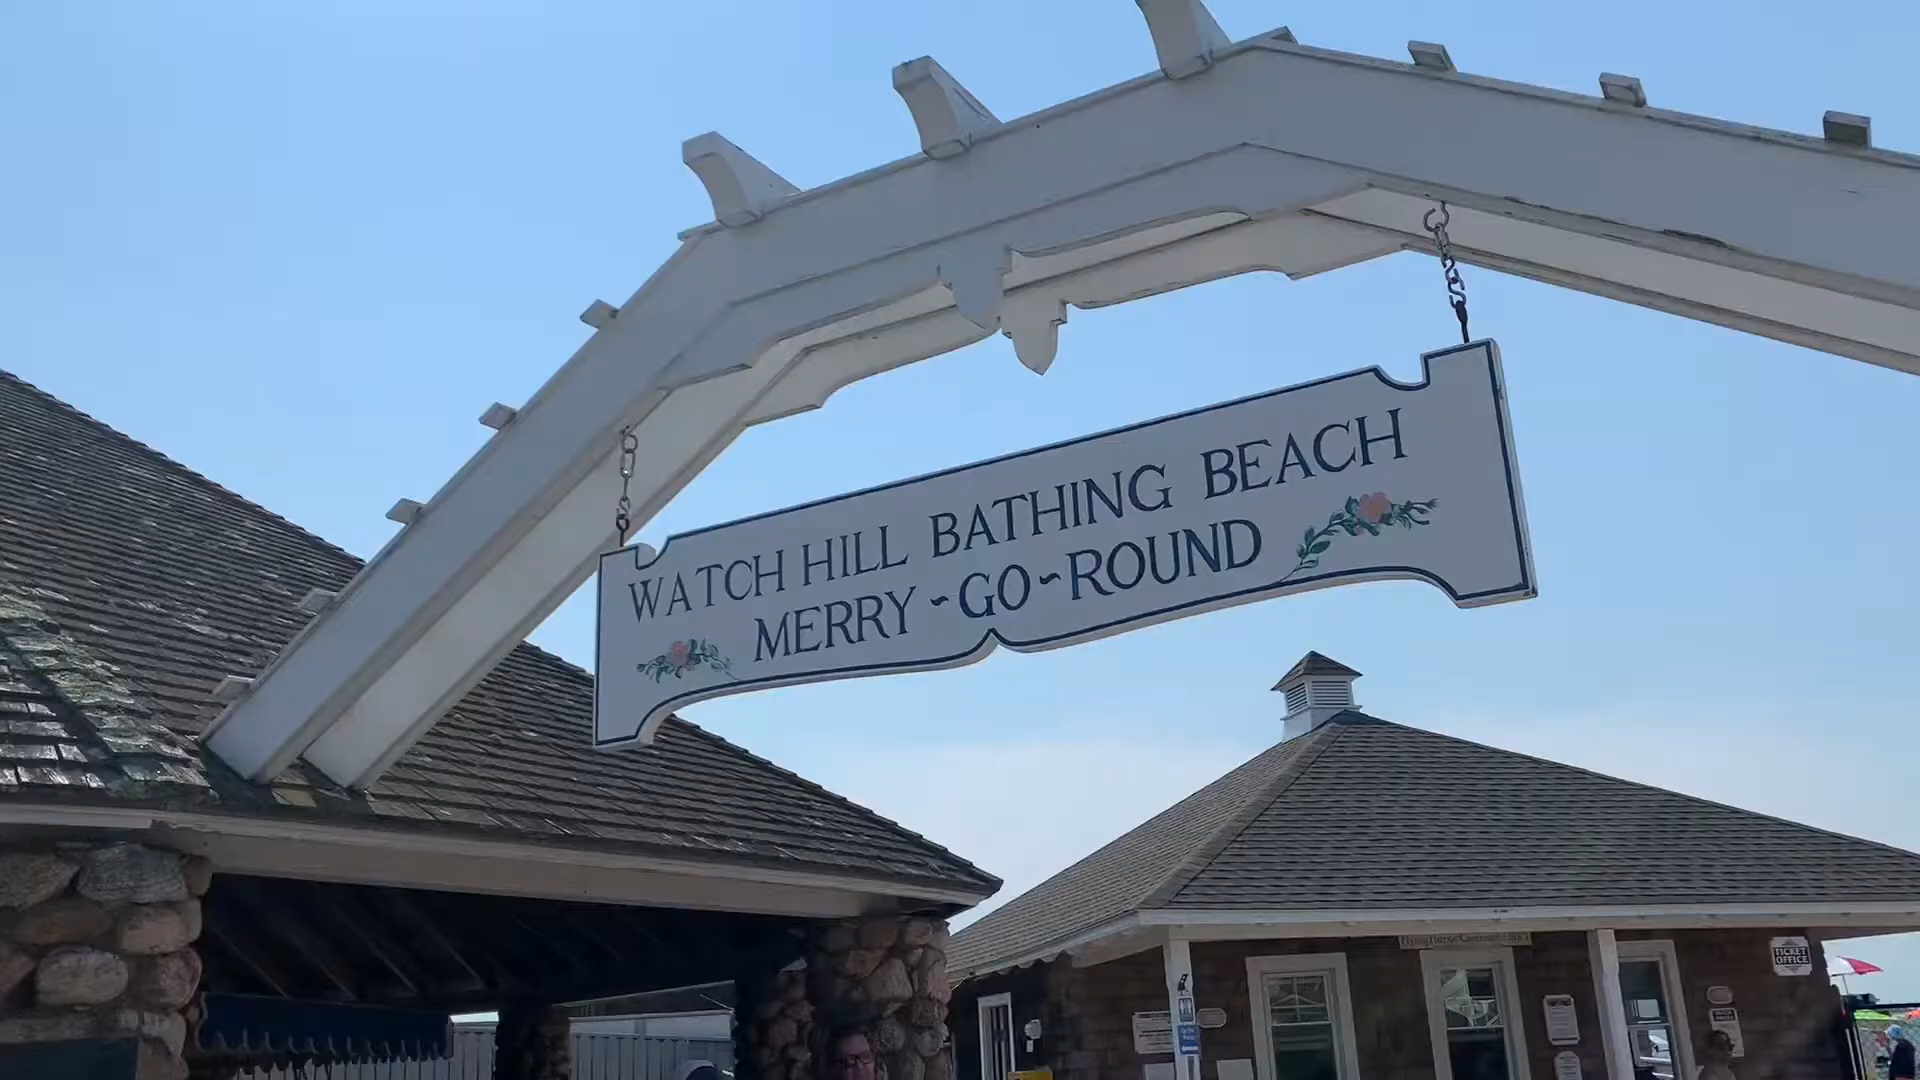 WATCH HILL BATHING BEACH
MERRY~GO~ROUND
TICKET
OFFICE